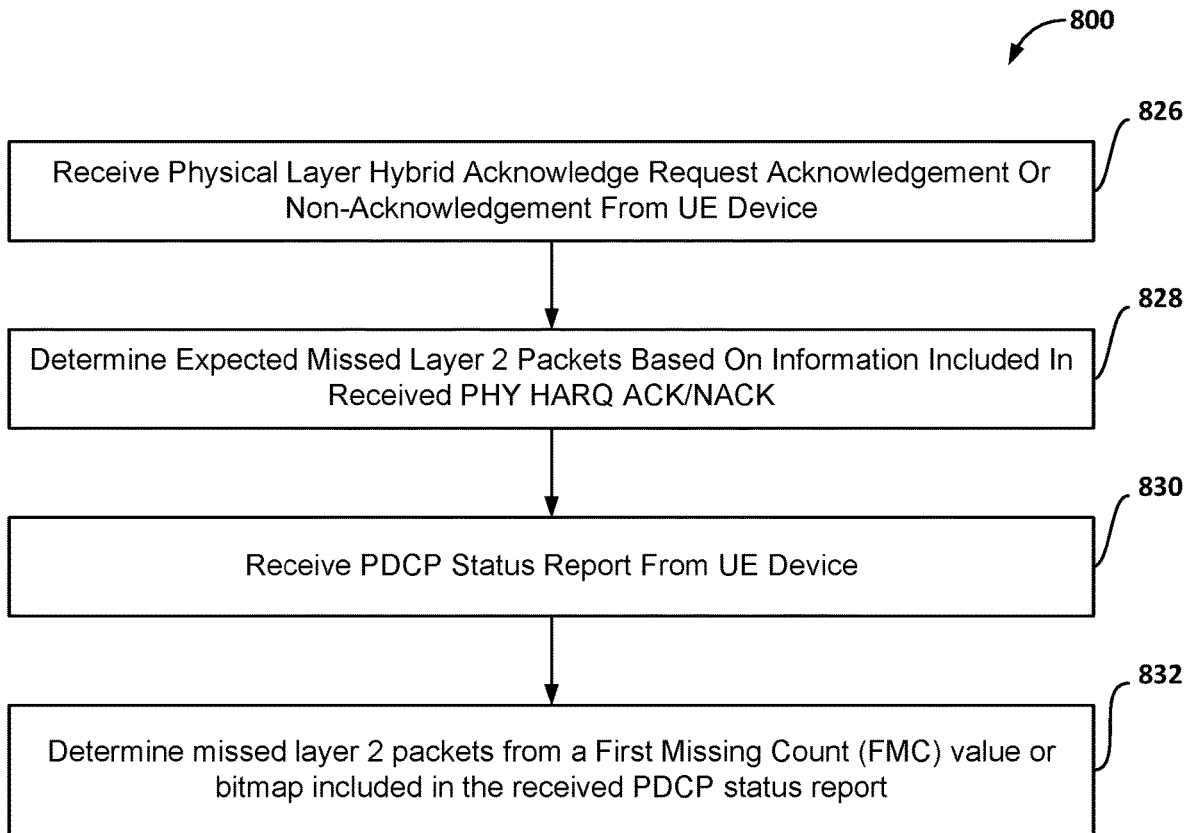 800
826
Receive Physical Layer Hybrid Acknowledge Request Acknowledgement Or
Non-Acknowledgement From UE Device
828
Determine Expected Missed Layer 2 Packets Based On Information Included In
Received PHY HARQ ACK/NACK
830
Receive PDCP Status Report From UE Device
832
Determine missed layer 2 packets from a First Missing Count (FMC) value or
bitmap included in the received PDCP status report